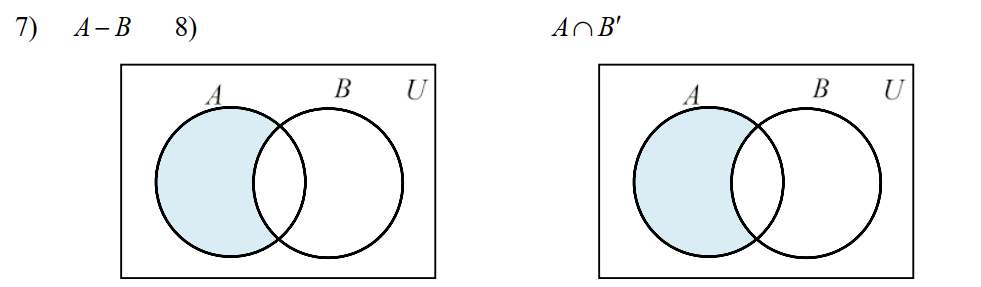 7) A – B 8) A ∩ B′
A B U A B U